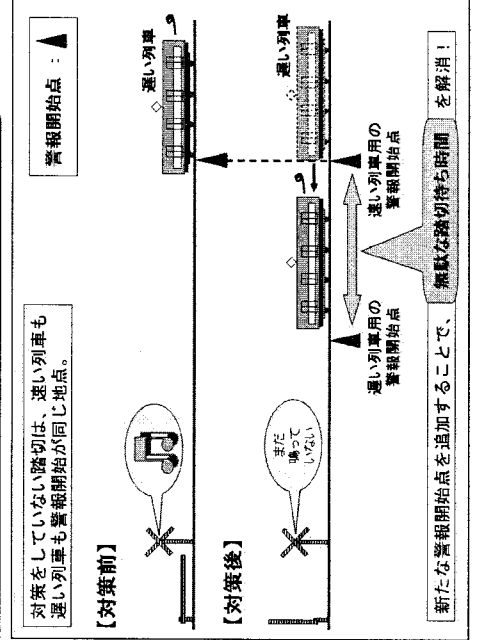 対策をしていない踏切は、速い列車も
遅い列車も警報開始が同じ地点。
警報開始点：
【対策前】
遅い列車
【対策後】
まだ
鳴って
いない
遅い列車
遅い列車用の
警報開始点
速い列車用の
警報開始点
新たな警報開始点を追加することで、無駄な踏切待ち時間を解消！